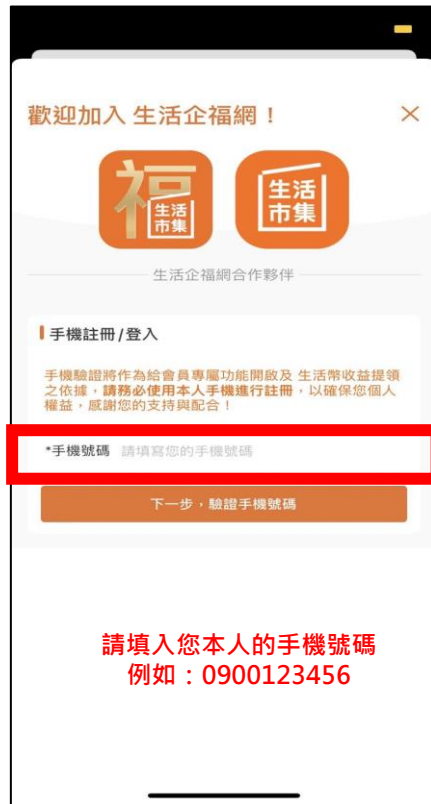 歡迎加入 生活企福網！
福
生活
市集
生活
市集
生活企福網合作夥伴
手機註冊/登入
手機驗證將作為給會員專屬功能開啟及 生活幣收益提領
之依據，請務必使用本人手機進行註冊，以確保您個人
權益，感謝您的支持與配合！
*手機號碼 請填寫您的手機號碼
下一步，驗證手機號碼
請填入您本人的手機號碼
例如：0900123456